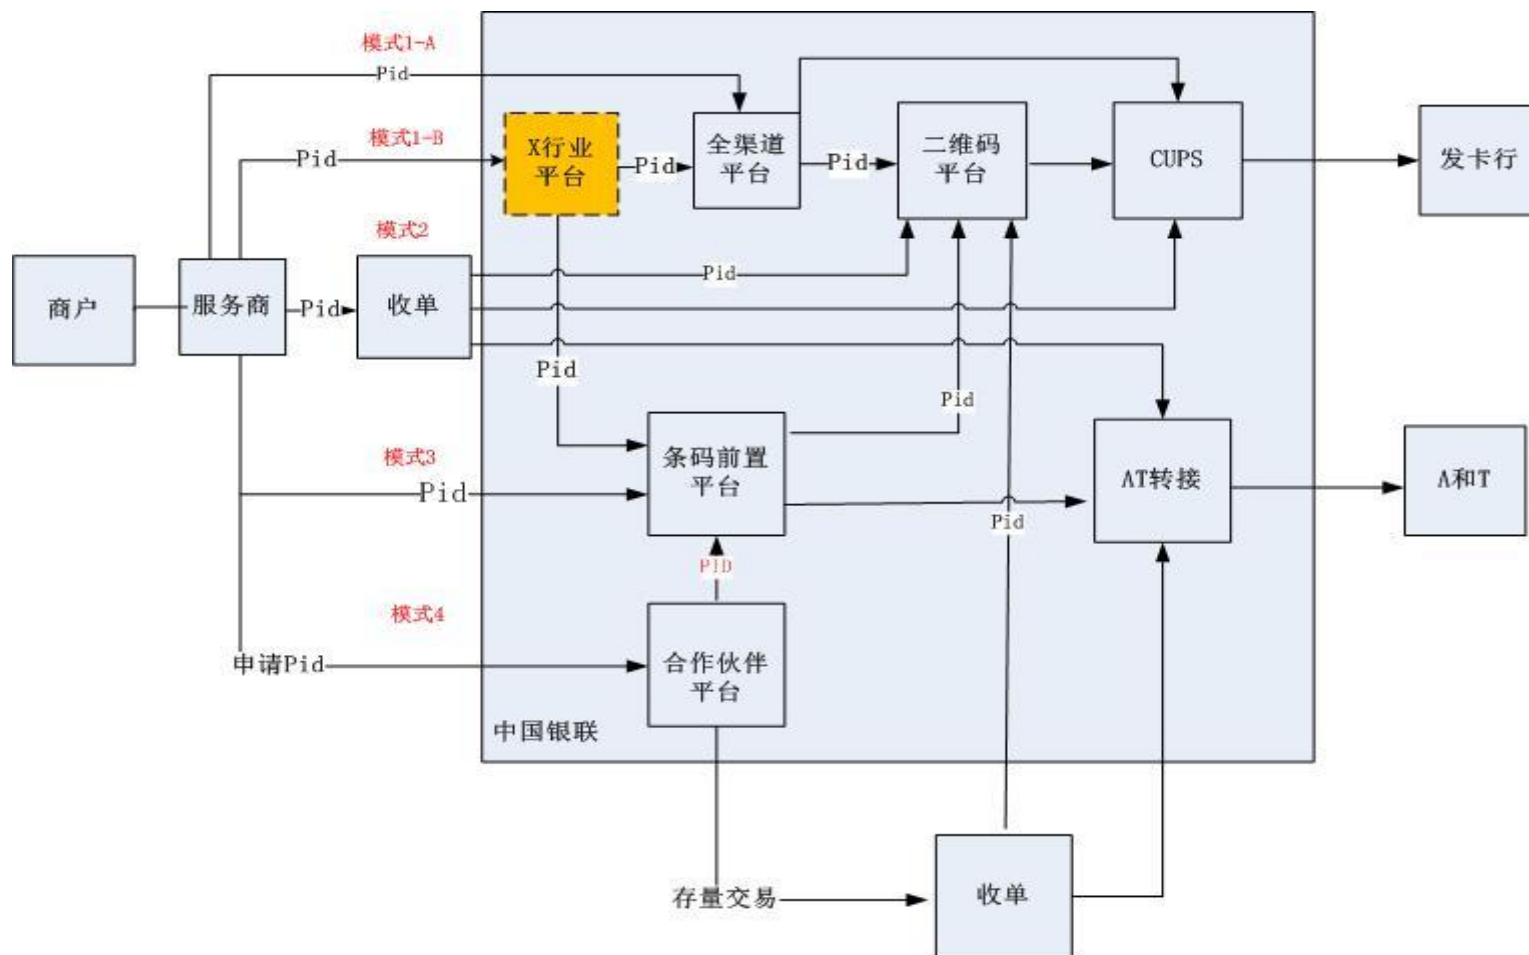 模式1-A
Pid
模式1-B
Pid
X行业
平台
Pid
全渠道
平台
Pid
二维码
平台
CUPS
发卡行
模式2
商户
服务商
Pid
收单
Pid
Pid
Pid
模式3
Pid
条码前置
平台
AT转接
A和T
Pid
PID
模式4
申请Pid
合作伙伴
平台
中国银联
存量交易
收单